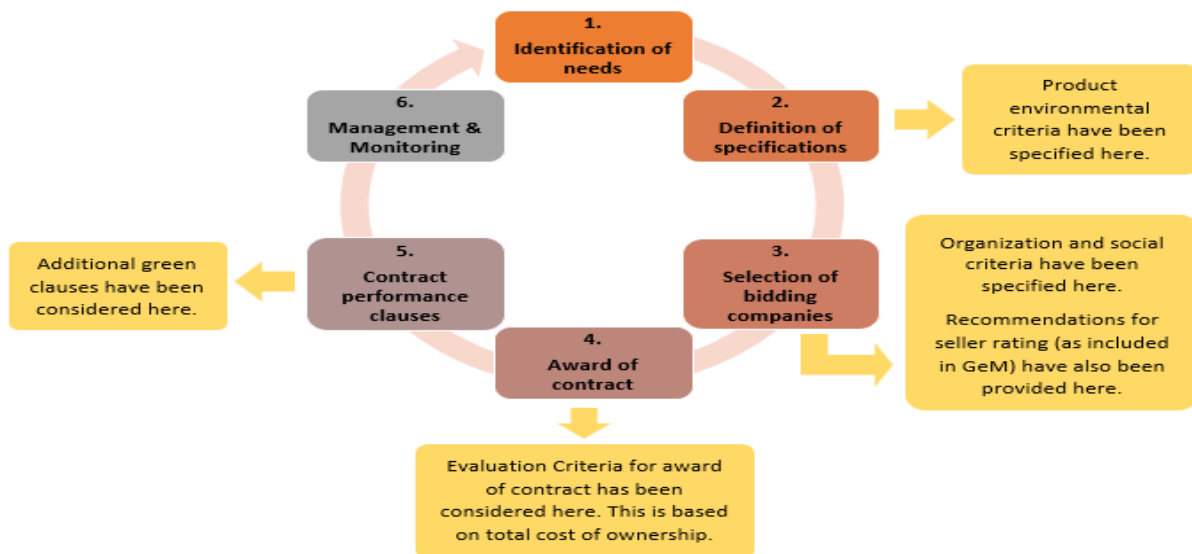 1.
Identification of
needs
2.
Definition of
specifications
Product
environmental
criteria have been
specified here.
3.
Selection of
bidding
companies
Organization and social
criteria have been
specified here.
Recommendations for
seller rating (as included
in GeM) have also been
provided here.
4.
Award of
contract
Evaluation Criteria for award
of contract has been
considered here. This is based
on total cost of ownership.
5.
Contract
performance
clauses
Additional green
clauses have been
considered here.
6.
Management &
Monitoring